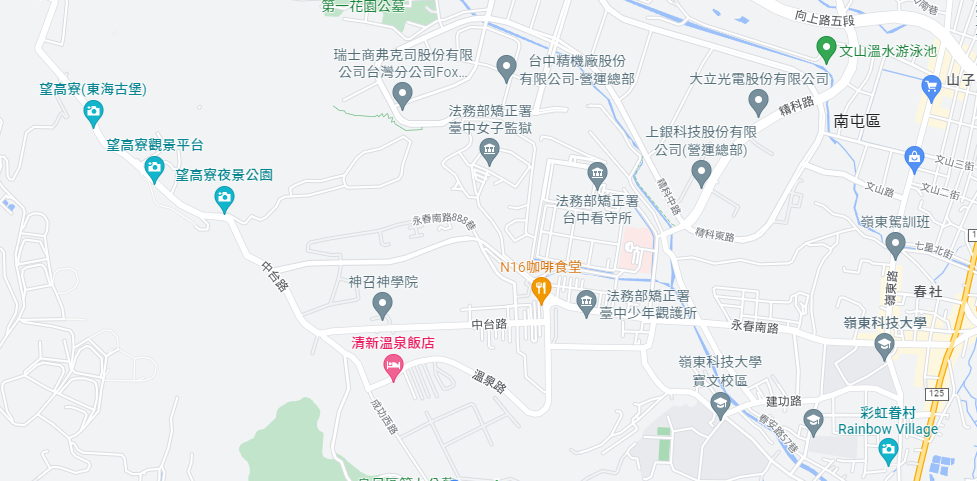 第一花園公墓
向上路五段
瑞士商弗克司股份有限
公司台灣分公司Fox...
台中精機廠股份
有限公司-營運總部
文山溫水游泳池
大立光電股份有限公司
山子
望高寮(東海古堡)
法務部矯正署
臺中女子監獄
精科路
南屯區
上銀科技股份有限
公司(營運總部)
望高寮觀景平台
望高寮夜景公園
文山三街
文山路
文山二街
精科中路
法務部矯正署
台中看守所
永春南路888巷
精科東路
嶺東駕訓班
七星北街
中台路
神召神學院
N16咖啡食堂
法務部矯正署
臺中少年觀護所
嶺東路
春社
中台路
永春南路
嶺東科技大學
清新溫泉飯店
溫泉路
嶺東科技大學
寶文校區
成功西路
建功路
125
春安路57巷
彩虹眷村
Rainbow Village